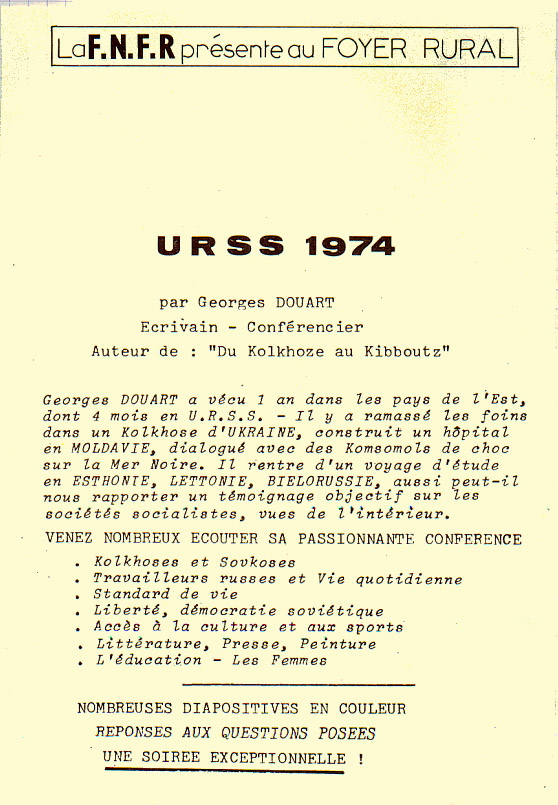 La F.N.F.R présente au FOYER RURAL
URSS 1974
par Georges DOUART
Ecrivain - Conférencier
Auteur de : "Du Kolkhoze au Kibboutz"
Georges DOUART a vécu 1 an dans les pays de l'Est,
dont 4 mois en U.R.S.S. - Il y a ramassé les foins
dans un Kolkhose d'UKRAINE, construit un hôpital
en MOLDAVIE, dialogué avec des Komsomols de choc
sur la Mer Noire. Il rentre d'un voyage d'étude
en ESTHONIE, LETTONIE, BIELORUSSIE, aussi peut-il
nous rapporter un témoignage objectif sur les
sociétés socialistes, vues de l'intérieur.
VENEZ NOMBREUX ECOUTER SA PASSIONNANTE CONFERENCE
. Kolkhoses et Sovkoses
. Travailleurs russes et Vie quotidienne
. Standard de vie
. Liberté, démocratie soviétique
. Accès à la culture et aux sports
. Littérature, Presse, Peinture
. L'éducation - Les Femmes
NOMBREUSES DIAPOSITIVES EN COULEUR
REPONSES AUX QUESTIONS POSEES
UNE SOIREE EXCEPTIONNELLE !